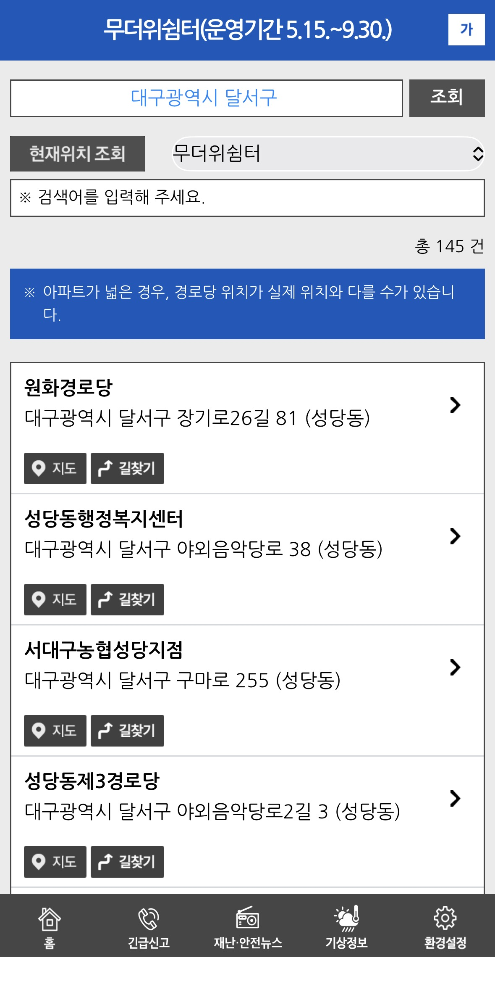 무더위쉼터(운영기간 5.15.~9.30.)
가
대구광역시 달서구
조회
현재위치 조회
무더위쉼터
※ 검색어를 입력해 주세요.
총 145 건
※ 아파트가 넓은 경우, 경로당 위치가 실제 위치와 다를 수가 있습니
다.
원화경로당
대구광역시 달서구 장기로26길 81 (성당동)
지도
길찾기
성당동행정복지센터
대구광역시 달서구 야외음악당로 38 (성당동)
지도
길찾기
서대구농협성당지점
대구광역시 달서구 구마로 255 (성당동)
지도
길찾기
성당동제3경로당
대구광역시 달서구 야외음악당로2길 3 (성당동)
지도
길찾기
홈
긴급신고
재난·안전뉴스
기상정보
환경설정